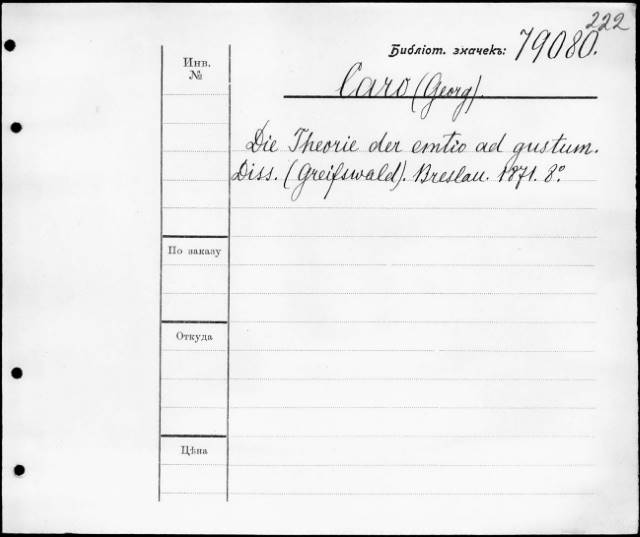 222
Библіот. значекъ: 79080.
Инв.
№
Caro (Georg).
Die Theorie der emtio ad gustum.
Diss. (Greifswald). Breslau. 1871. 8°.
По заказу
Откуда
Цѣна